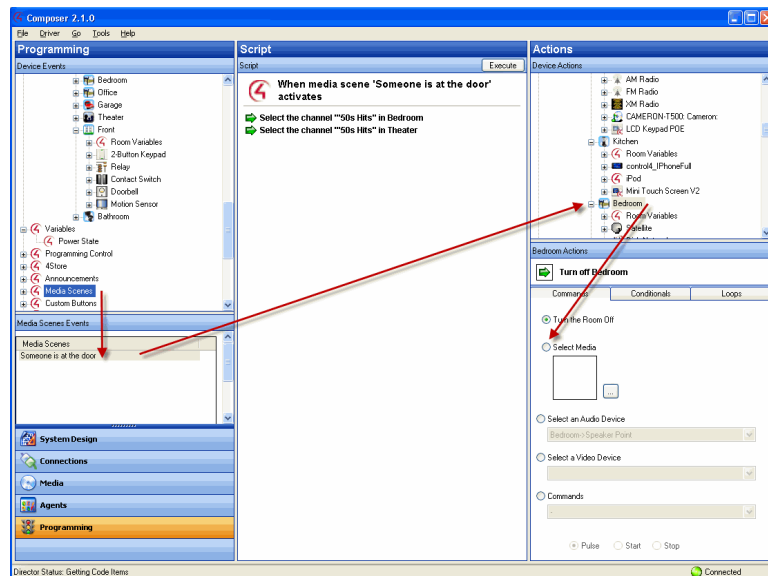 Composer 2.1.0
File Driver Go Tools Help
Programming
Device Events
Bedroom
Office
Garage
Theater
Front
Room Variables
2-Button Keypad
Relay
Contact Switch
Doorbell
Motion Sensor
Bathroom
Variables
Power State
Programming Control
4Store
Announcements
Media Scenes
Custom Buttons
Media Scenes Events
Media Scenes
Someone is at the door
System Design
Connections
Media
Agents
Programming
Director Status: Getting Code Items
Script
Script
Execute
When media scene 'Someone is at the door'
activates
Select the channel "'50s Hits" in Bedroom
Select the channel "'50s Hits" in Theater
Actions
Device Actions
AM Radio
FM Radio
XM Radio
CAMERON-T500: Cameron:
LCD Keypad POE
Kitchen
Room Variables
control4_IPhoneFull
iPod
Mini Touch Screen V2
Bedroom
Room Variables
Satellite
Bedroom Actions
Turn off Bedroom
Commands Conditionals Loops
Turn the Room Off
Select Media
...
Select an Audio Device
Bedroom->Speaker Point
Select a Video Device
Commands
-
Pulse Start Stop
Connected